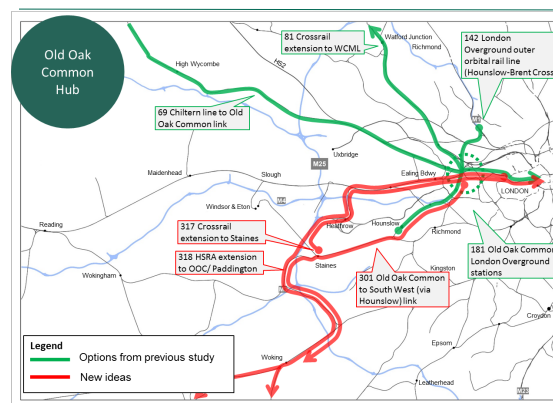 Old Oak
Common
Hub
81 Crossrail
extension to WCML
Watford Junction
Richmond
142 London
Overground outer
orbital rail line
(Hounslow-Brent Cross
High Wycombe
HS2
69 Chiltern line to Old
Oak Common link
M25
Uxbridge
Maidenhead
Slough
Ealing Bdwy
LONDON
Windsor & Eton
Reading
317 Crossrail
extension to Staines
Heathrow
Hounslow
Richmond
318 HSRA extension
to OOC/ Paddington
Staines
181 Old Oak Common
London Overground
stations
Wokingham
301 Old Oak Common
to South West (via
Hounslow) link
Kingston
Croydon
Epsom
Legend
Options from previous study
New ideas
Woking
Leatherhead
M23